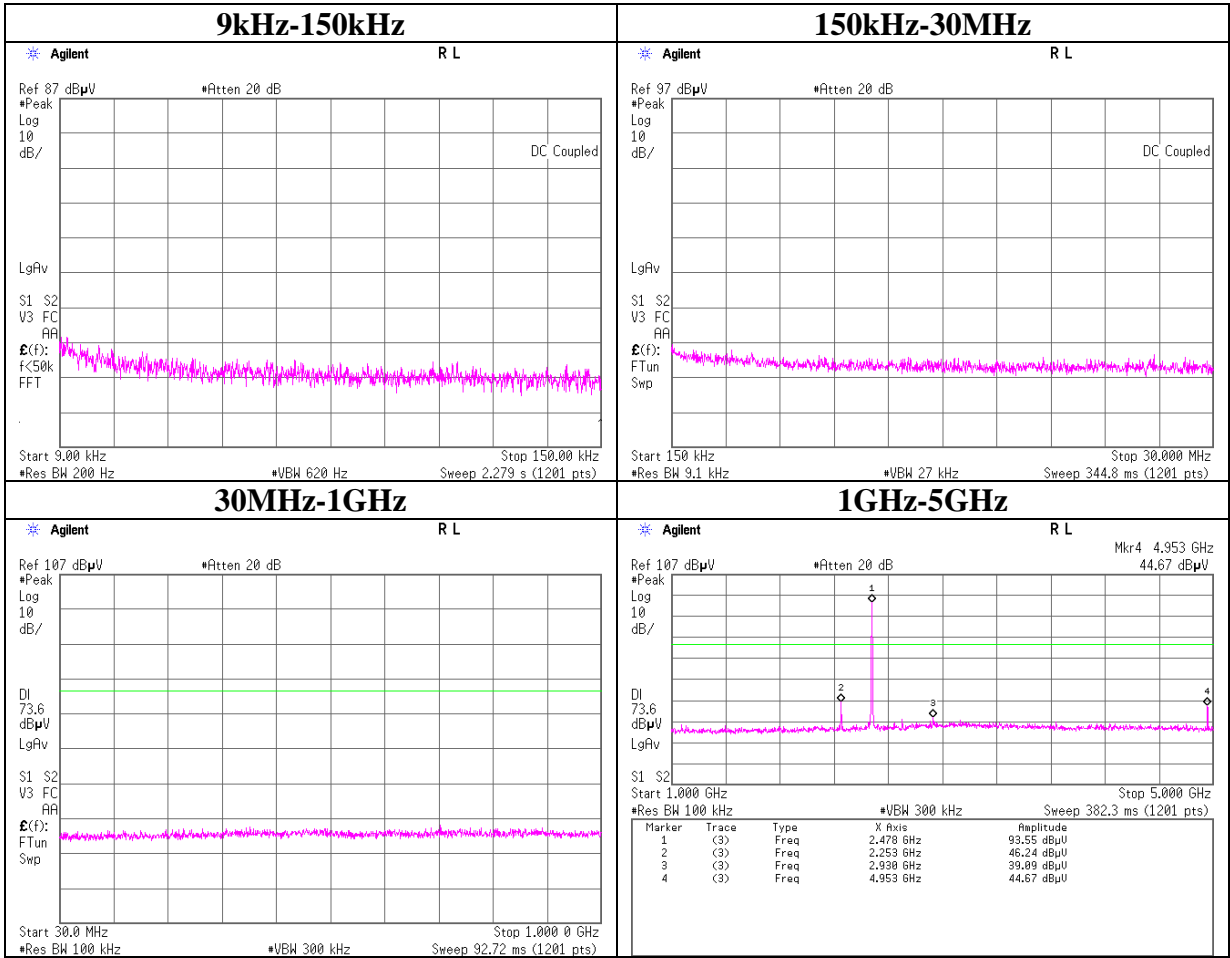 9kHz-150kHz
Agilent R L
Ref 87 dBµV #Atten 20 dB
#Peak
Log
10
dB/
DC Coupled
LgAv
S1 S2
V3 FC
AA
£(f):
f<50k
FFT
Start 9.00 kHz Stop 150.00 kHz
#Res BW 200 Hz #VBW 620 Hz Sweep 2.279 s (1201 pts)
150kHz-30MHz
Agilent R L
Ref 97 dBµV #Atten 20 dB
#Peak
Log
10
dB/
DC Coupled
LgAv
S1 S2
V3 FC
AA
£(f):
FTun
Swp
Start 150 kHz Stop 30.000 MHz
#Res BW 9.1 kHz #VBW 27 kHz Sweep 344.8 ms (1201 pts)
30MHz-1GHz
Agilent R L
Ref 107 dBµV #Atten 20 dB
#Peak
Log
10
dB/
DI
73.6
dBµV
LgAv
S1 S2
V3 FC
AA
£(f):
FTun
Swp
Start 30.0 MHz Stop 1.000 0 GHz
#Res BW 100 kHz #VBW 300 kHz Sweep 92.72 ms (1201 pts)
1GHz-5GHz
Agilent R L
Mkr4 4.953 GHz
Ref 107 dBµV #Atten 20 dB 44.67 dBµV
#Peak
Log
10
dB/
1
2
3
4
DI
73.6
dBµV
LgAv
S1 S2
Start 1.000 GHz Stop 5.000 GHz
#Res BW 100 kHz #VBW 300 kHz Sweep 382.3 ms (1201 pts)
Marker Trace Type X Axis Amplitude
1 (3) Freq 2.478 GHz 93.55 dBµV
2 (3) Freq 2.253 GHz 46.24 dBµV
3 (3) Freq 2.930 GHz 39.09 dBµV
4 (3) Freq 4.953 GHz 44.67 dBµV